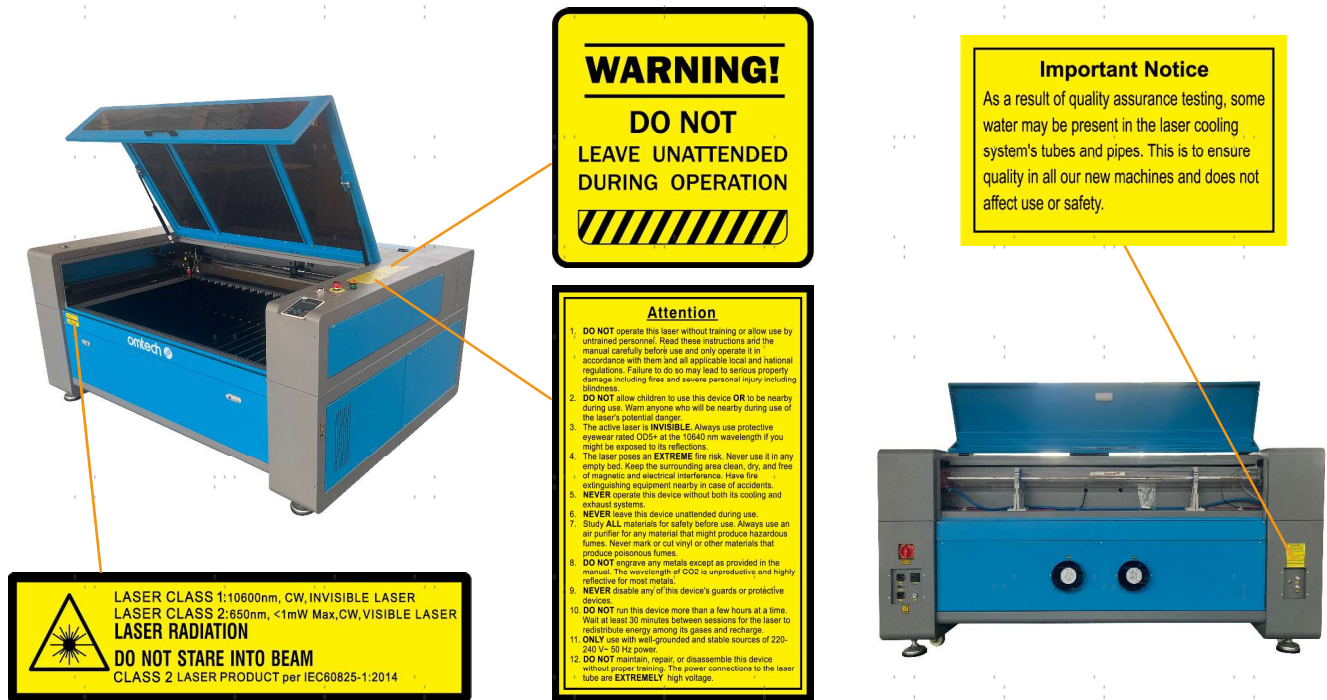 WARNING!
DO NOT
LEAVE UNATTENDED
DURING OPERATION
Important Notice
As a result of quality assurance testing, some
water may be present in the laser cooling
system's tubes and pipes. This is to ensure
quality in all our new machines and does not
affect use or safety.
omtech
Attention
1. DO NOT operate this laser without training or allow use by
untrained personnel. Read these instructions and the
manual carefully before use and only operate it in
accordance with them and all applicable local and national
regulations. Failure to do so may lead to serious property
damage including fires and severe personal injury including
blindness.
2. DO NOT allow children to use this device OR to be nearby
during use. Warn anyone who will be nearby during use of
the laser's potential danger.
3. The active laser is INVISIBLE. Always use protective
eyewear rated OD5+ at the 10640 nm wavelength if you
might be exposed to its reflections.
4. The laser poses an EXTREME fire risk. Never use it in any
empty bed. Keep the surrounding area clean, dry, and free
of magnetic and electrical interference. Have fire
extinguishing equipment nearby in case of accidents.
5. NEVER operate this device without both its cooling and
exhaust systems.
6. NEVER leave this device unattended during use.
7. Study ALL materials for safety before use. Always use an
air purifier for any material that might produce hazardous
fumes. Never mark or cut vinyl or other materials that
produce poisonous fumes.
8. DO NOT engrave any metals except as provided in the
manual. The wavelength of CO2 is unproductive and highly
reflective for most metals.
9. NEVER disable any of this device's guards or protective
devices.
10. DO NOT run this device more than a few hours at a time.
Wait at least 30 minutes between sessions for the laser to
redistribute energy among its gases and recharge.
11. ONLY use with well-grounded and stable sources of 220-
240 V~ 50 Hz power.
12. DO NOT maintain, repair, or disassemble this device
without proper training. The power connections to the laser
tube are EXTREMELY high voltage.
LASER CLASS 1:10600nm, CW, INVISIBLE LASER
LASER CLASS 2:650nm, <1mW Max,CW,VISIBLE LASER
LASER RADIATION
DO NOT STARE INTO BEAM
CLASS 2 LASER PRODUCT per IEC60825-1:2014